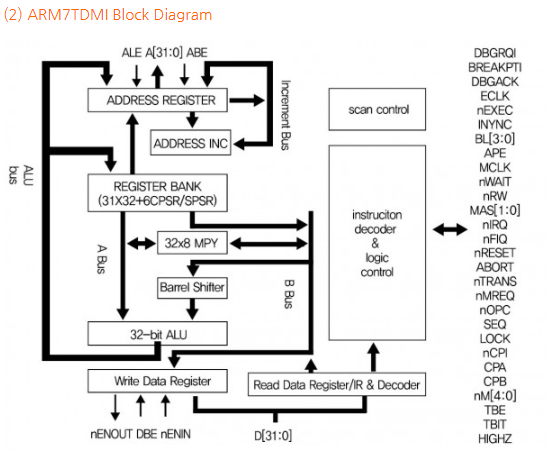 (2) ARM7TDMI Block Diagram
ALE A[31:0] ABE
ADDRESS REGISTER
ADDRESS INC
Increment Bus
ALU bus
REGISTER BANK
(31X32+6CPSR/SPSR)
A Bus
32x8 MPY
B Bus
Barrel Shifter
32-bit ALU
Write Data Register
Read Data Register/IR & Decoder
nENOUT DBE nENIN
D[31:0]
scan control
instruciton
decoder
&
logic
control
DBGRQI
BREAKPTI
DBGACK
ECLK
nEXEC
INYNC
BL[3:0]
APE
MCLK
nWAIT
nRW
MAS[1:0]
nIRQ
nFIQ
nRESET
ABORT
nTRANS
nMREQ
nOPC
SEQ
LOCK
nCPI
CPA
CPB
nM[4:0]
TBE
TBIT
HIGHZ